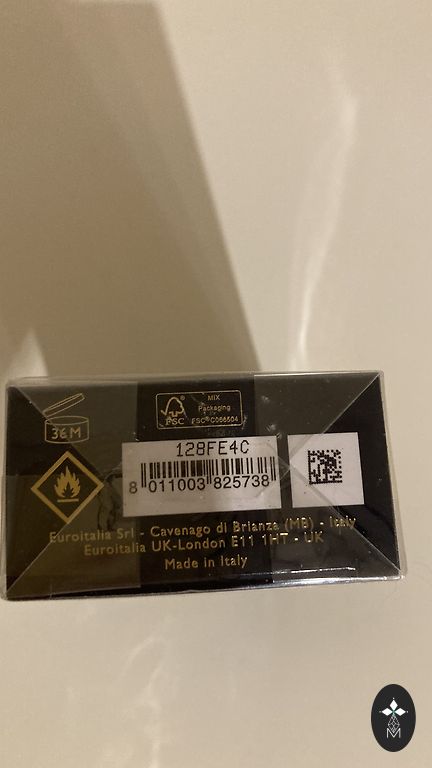 MIX
Packaging
FSC
FSC® C066604
36M
128FE4C
8 011003 825738
Euroitalia Srl - Cavenago di Brianza (MB) - Italy
Euroitalia UK-London E11 1HT - UK
Made in Italy
M